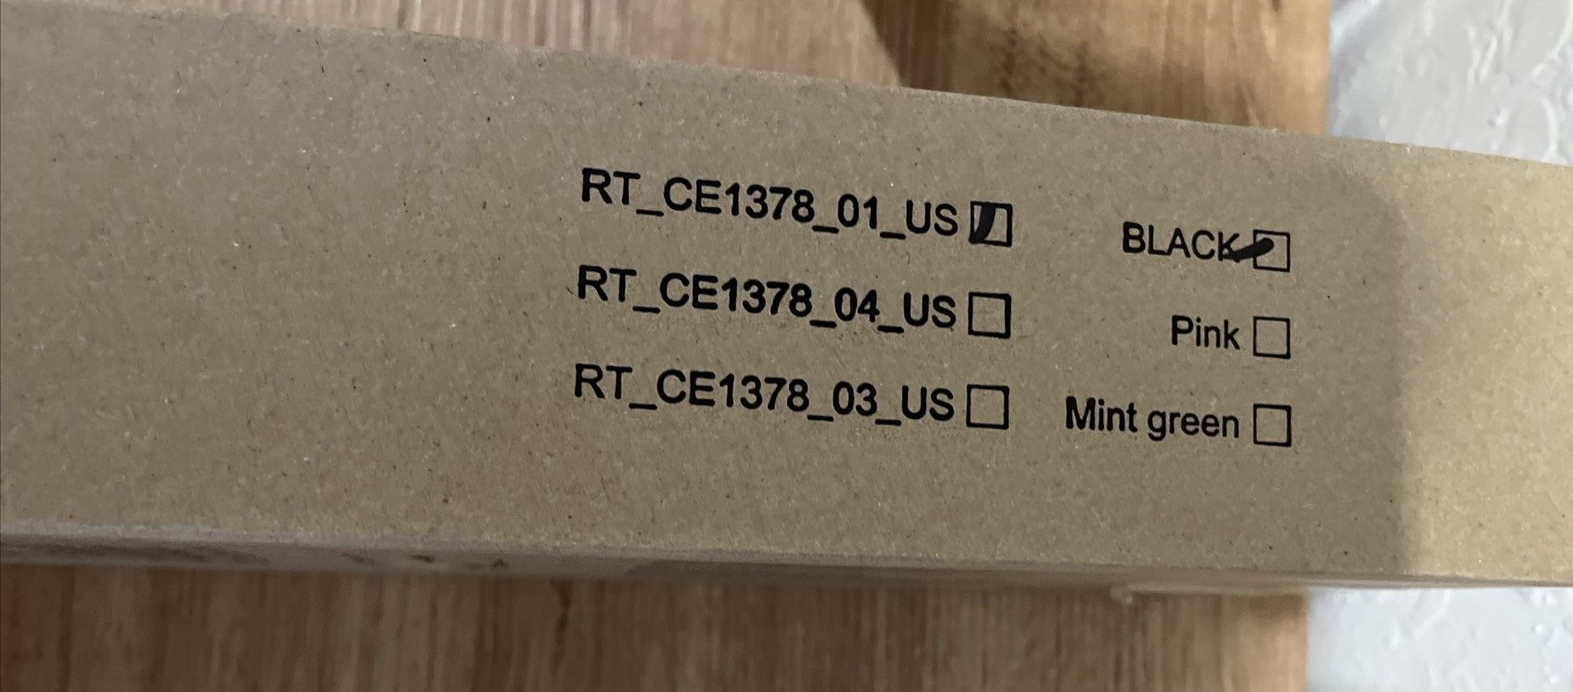 RT_CE1378_01_US BLACK
RT_CE1378_04_US Pink
RT_CE1378_03_US Mint green